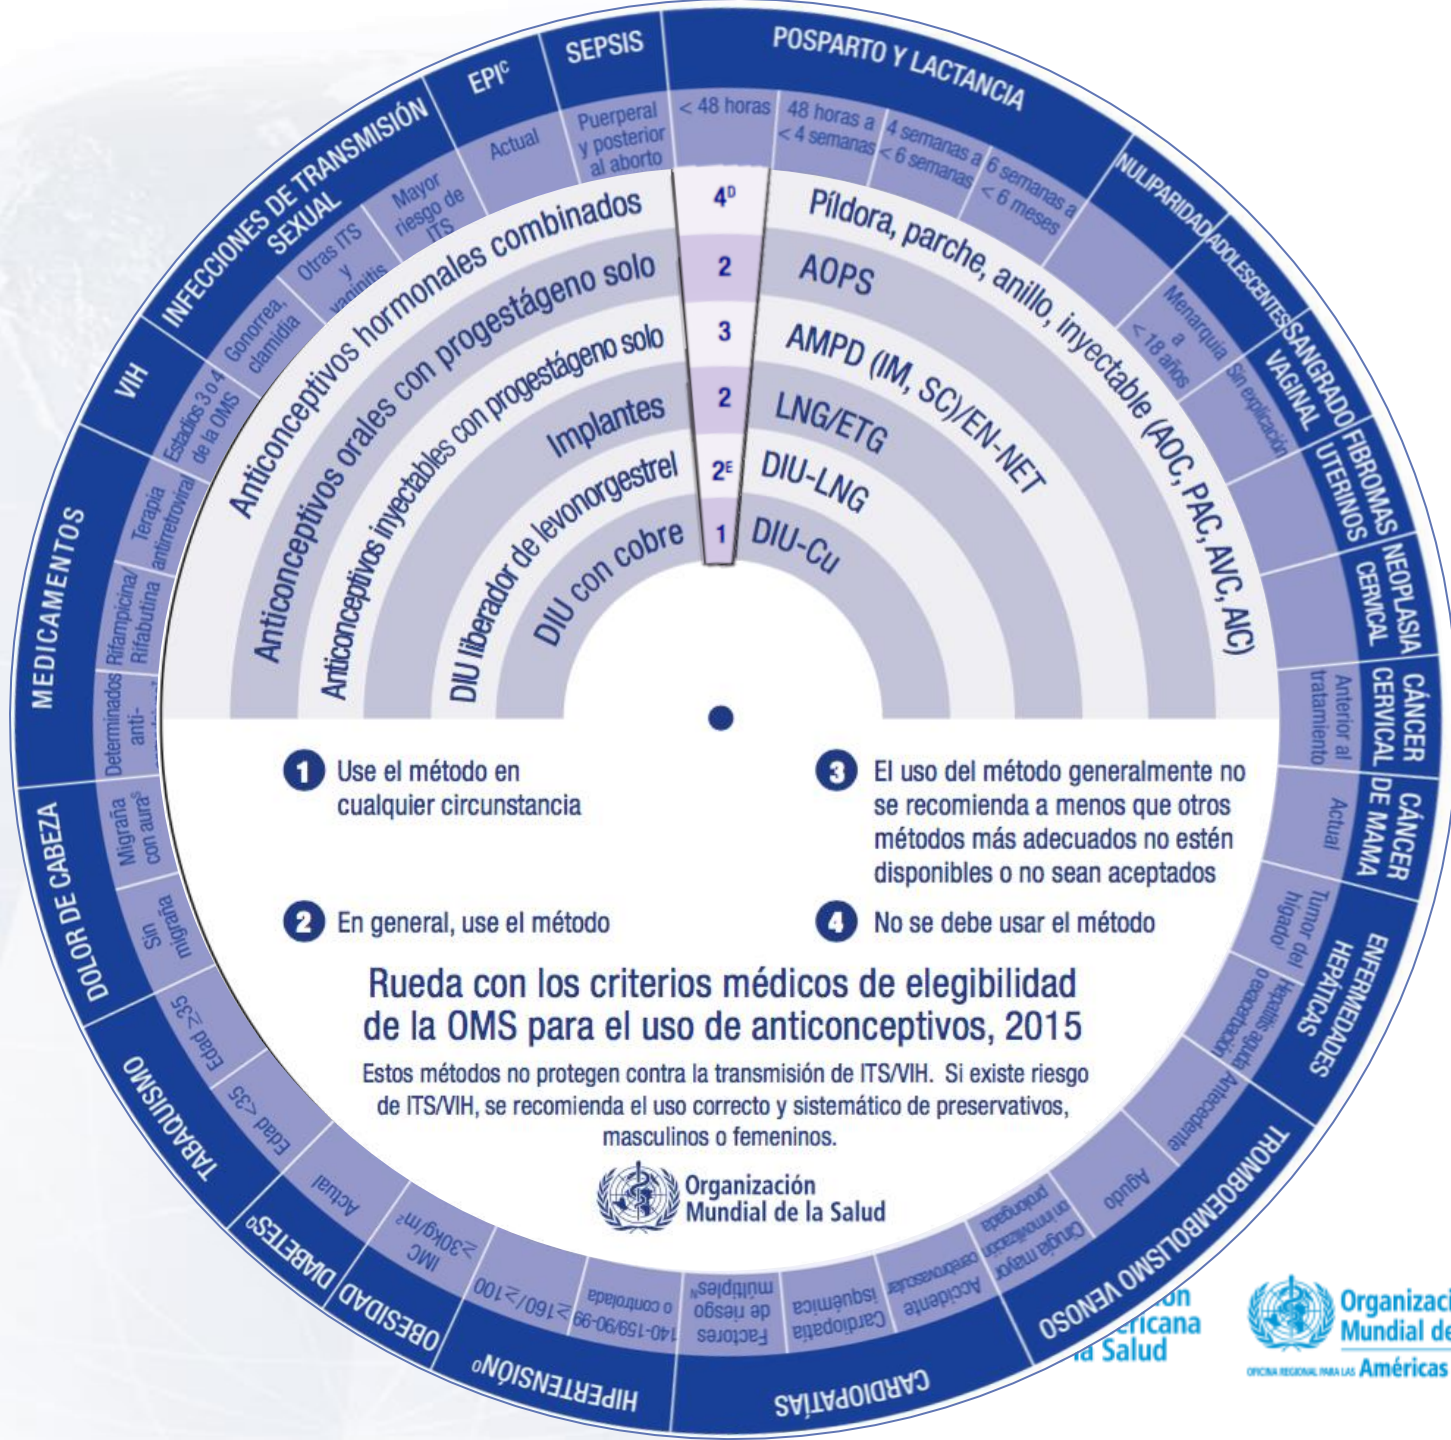 POSPARTO Y LACTANCIA
< 48 horas
48 horas a
< 4 semanas
4 semanas a
< 6 semanas
6 semanas a
< 6 meses
NULIPARIDAD
ADOLESCENTES
Menarquia
a
< 18 años
SANGRADO
VAGINAL
Sin explicación
FIBROMAS
UTERINOS
NEOPLASIA
CERVICAL
CÁNCER
CERVICAL
Anterior al
tratamiento
CÁNCER
DE MAMA
Actual
ENFERMEDADES
HEPÁTICAS
Tumor del
hígado
Hepatitis aguda
o exacerbación
TROMBOEMBOLISMO VENOSO
Antecedente
Agudo
Cirugía mayor
con inmovilización
prolongada
CARDIOPATÍAS
Accidente
cerebrovascular
Cardiopatía
isquémica
Factores
de riesgo
múltiplesᴺ
HIPERTENSIÓNᴼ
140-159/90-99
o controlada
≥160/≥100
OBESIDAD
IMC
≥30kg/m²
DIABETESᵠ
Actual
TABAQUISMO
Edad <35
Edad ≥35
DOLOR DE CABEZA
Sin
migraña
Migraña
con auraˢ
MEDICAMENTOS
Determinados
anti-
Rifampicina/
Rifabutina
Terapia
antirretroviral
VIH
Estadios 3 o 4
de la OMS
INFECCIONES DE TRANSMISIÓN
SEXUAL
Gonorrea,
clamidia
Otras ITS
y
vaginitis
Mayor
riesgo de
ITS
EPIᶜ
Actual
SEPSIS
Puerperal
y posterior
al aborto
Anticonceptivos hormonales combinados 4ᴰ Píldora, parche, anillo, inyectable (AOC, PAC, AVC, AIC)
Anticonceptivos orales con progestágeno solo 2 AOPS
Anticonceptivos inyectables con progestágeno solo 3 AMPD (IM, SC)/EN-NET
Implantes 2 LNG/ETG
DIU liberador de levonorgestrel 2ᴱ DIU-LNG
DIU con cobre 1 DIU-Cu
1 Use el método en
cualquier circunstancia
2 En general, use el método
3 El uso del método generalmente no
se recomienda a menos que otros
métodos más adecuados no estén
disponibles o no sean aceptados
4 No se debe usar el método
Rueda con los criterios médicos de elegibilidad
de la OMS para el uso de anticonceptivos, 2015
Estos métodos no protegen contra la transmisión de ITS/VIH. Si existe riesgo
de ITS/VIH, se recomienda el uso correcto y sistemático de preservativos,
masculinos o femeninos.
Organización
Mundial de la Salud
la Salud
Organizaci
Mundial de
OFICINA REGIONAL PARA LAS Américas